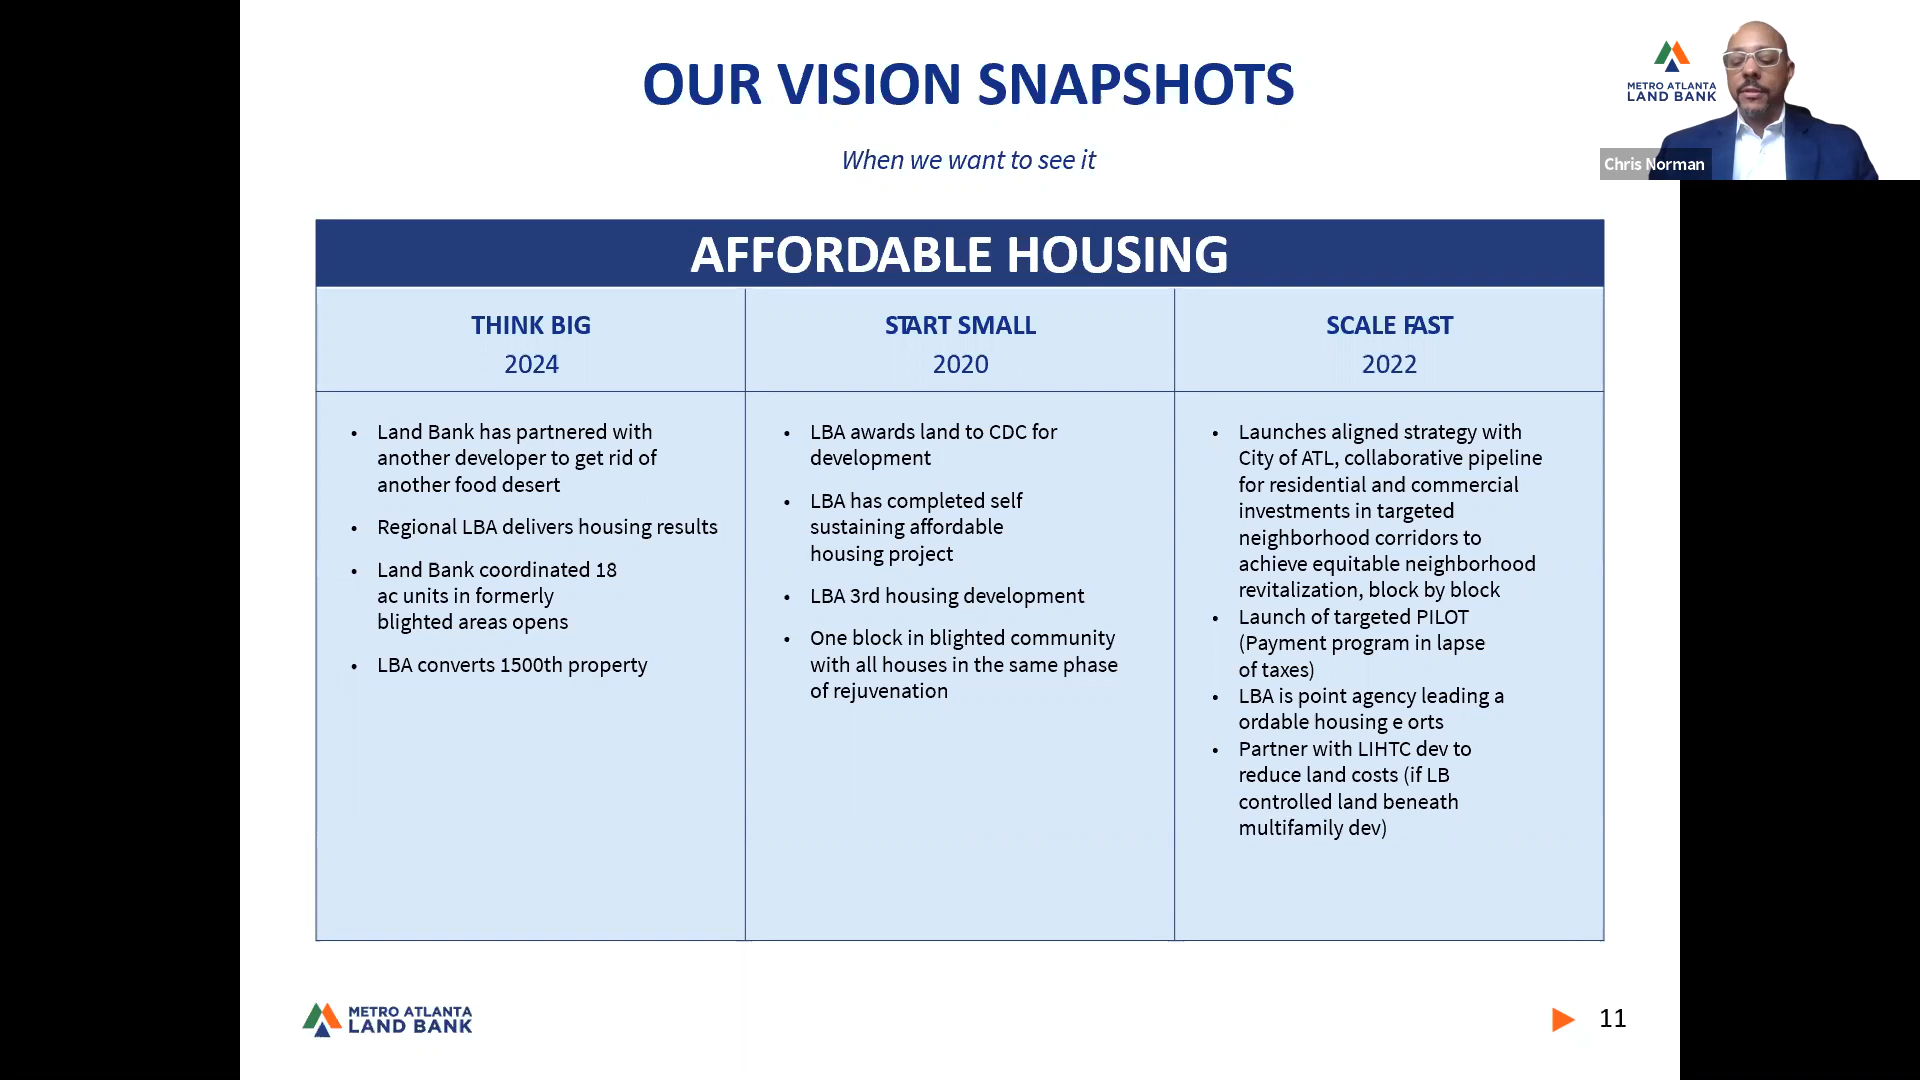 OUR VISION SNAPSHOTS
When we want to see it
METRO ATLANTA
LAND BANK
Chris Norman
AFFORDABLE HOUSING
THINK BIG
2024
• Land Bank has partnered with
another developer to get rid of
another food desert
• Regional LBA delivers housing results
• Land Bank coordinated 18
ac units in formerly
blighted areas opens
• LBA converts 1500th property
START SMALL
2020
• LBA awards land to CDC for
development
• LBA has completed self
sustaining affordable
housing project
• LBA 3rd housing development
• One block in blighted community
with all houses in the same phase
of rejuvenation
SCALE FAST
2022
• Launches aligned strategy with
City of ATL, collaborative pipeline
for residential and commercial
investments in targeted
neighborhood corridors to
achieve equitable neighborhood
revitalization, block by block
• Launch of targeted PILOT
(Payment program in lapse
of taxes)
• LBA is point agency leading a
ordable housing e orts
• Partner with LIHTC dev to
reduce land costs (if LB
controlled land beneath
multifamily dev)
METRO ATLANTA
LAND BANK
11